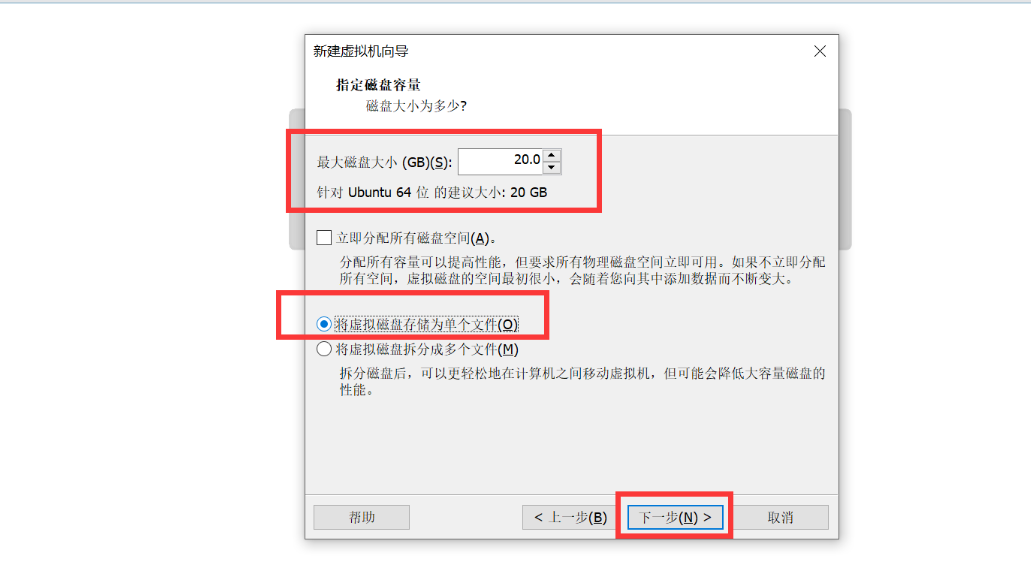 新建虚拟机向导
指定磁盘容量
磁盘大小为多少?
最大磁盘大小 (GB)(S): 20.0
针对 Ubuntu 64 位 的建议大小: 20 GB
立即分配所有磁盘空间(A)。
分配所有容量可以提高性能，但要求所有物理磁盘空间立即可用。如果不立即分配
所有空间，虚拟磁盘的空间最初很小，会随着您向其中添加数据而不断变大。
将虚拟磁盘存储为单个文件(O)
将虚拟磁盘拆分成多个文件(M)
拆分磁盘后，可以更轻松地在计算机之间移动虚拟机，但可能会降低大容量磁盘的
性能。
帮助 < 上一步(B) 下一步(N) > 取消